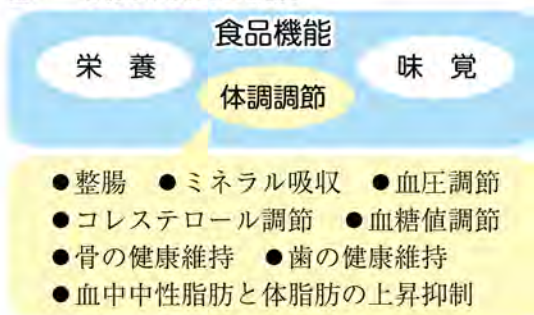 食品機能
栄 養
味 覚
体調調節
●整腸 ●ミネラル吸収 ●血圧調節
●コレステロール調節 ●血糖値調節
●骨の健康維持 ●歯の健康維持
●血中中性脂肪と体脂肪の上昇抑制